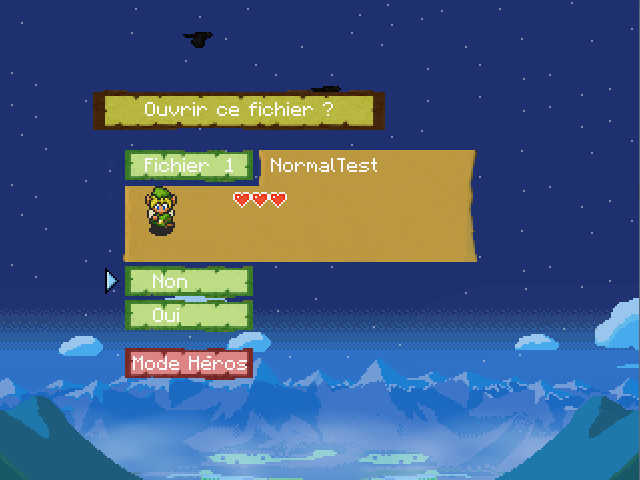 Ouvrir ce fichier ?
Fichier 1 NormalTest
Non
Oui
Mode Héros